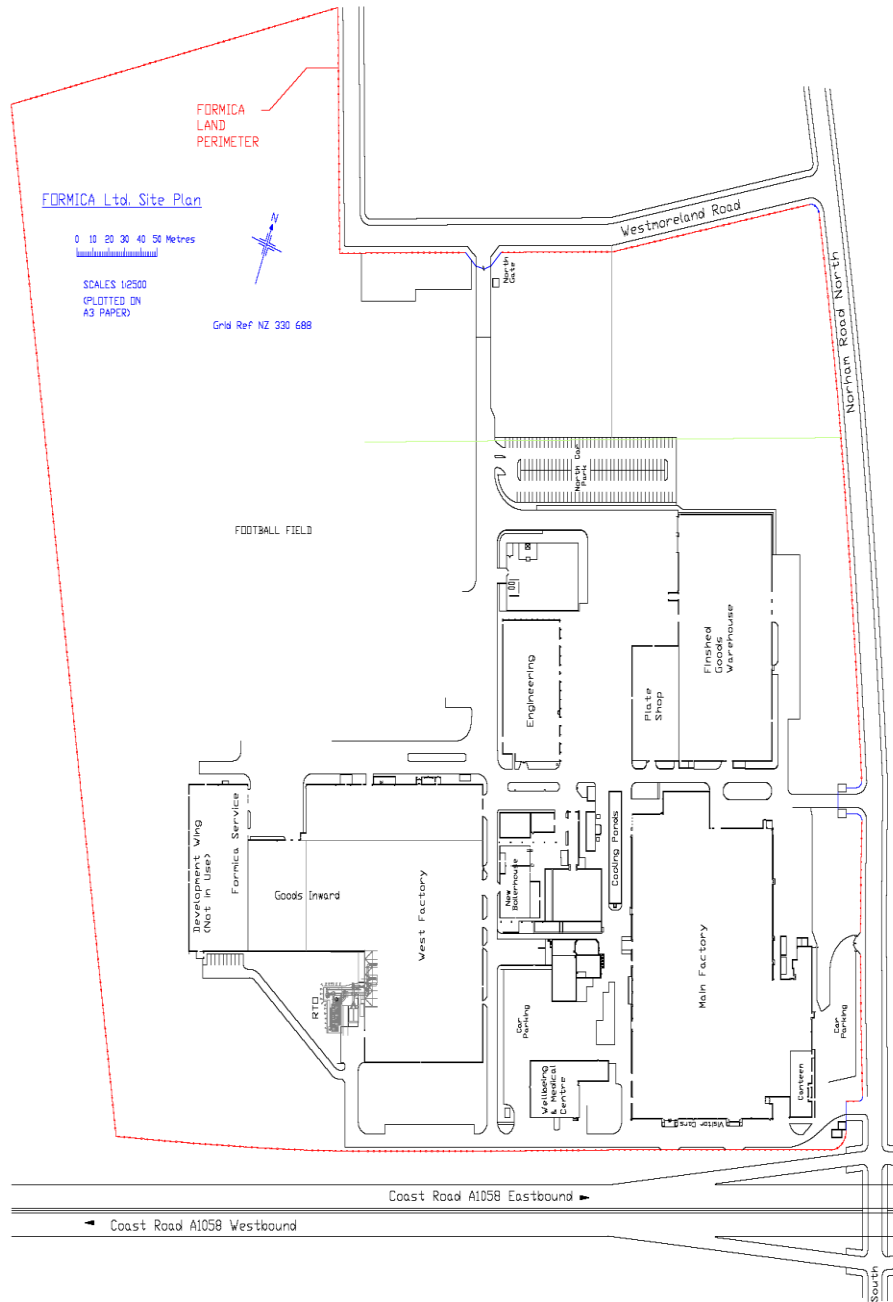 FORMICA
LAND
PERIMETER
FORMICA Ltd. Site Plan
N
0 10 20 30 40 50 Metres
SCALES 1:2500
(PLOTTED ON
A3 PAPER)
Grid Ref NZ 330 688
Westmoreland Road
North
Gate
Norham Road North
North Car
Park
FOOTBALL FIELD
Engineering
Plate
Shop
Finshed
Goods
Warehouse
Development Wing
(Not in Use)
Formica Service
Goods Inward
West Factory
New
Boilerhouse
Cooling Ponds
Main Factory
RTO
Car
Parking
Car
Parking
Wellbeing
& Medical
Centre
Canteen
Visitor Cars
Coast Road A1058 Eastbound
Coast Road A1058 Westbound
South